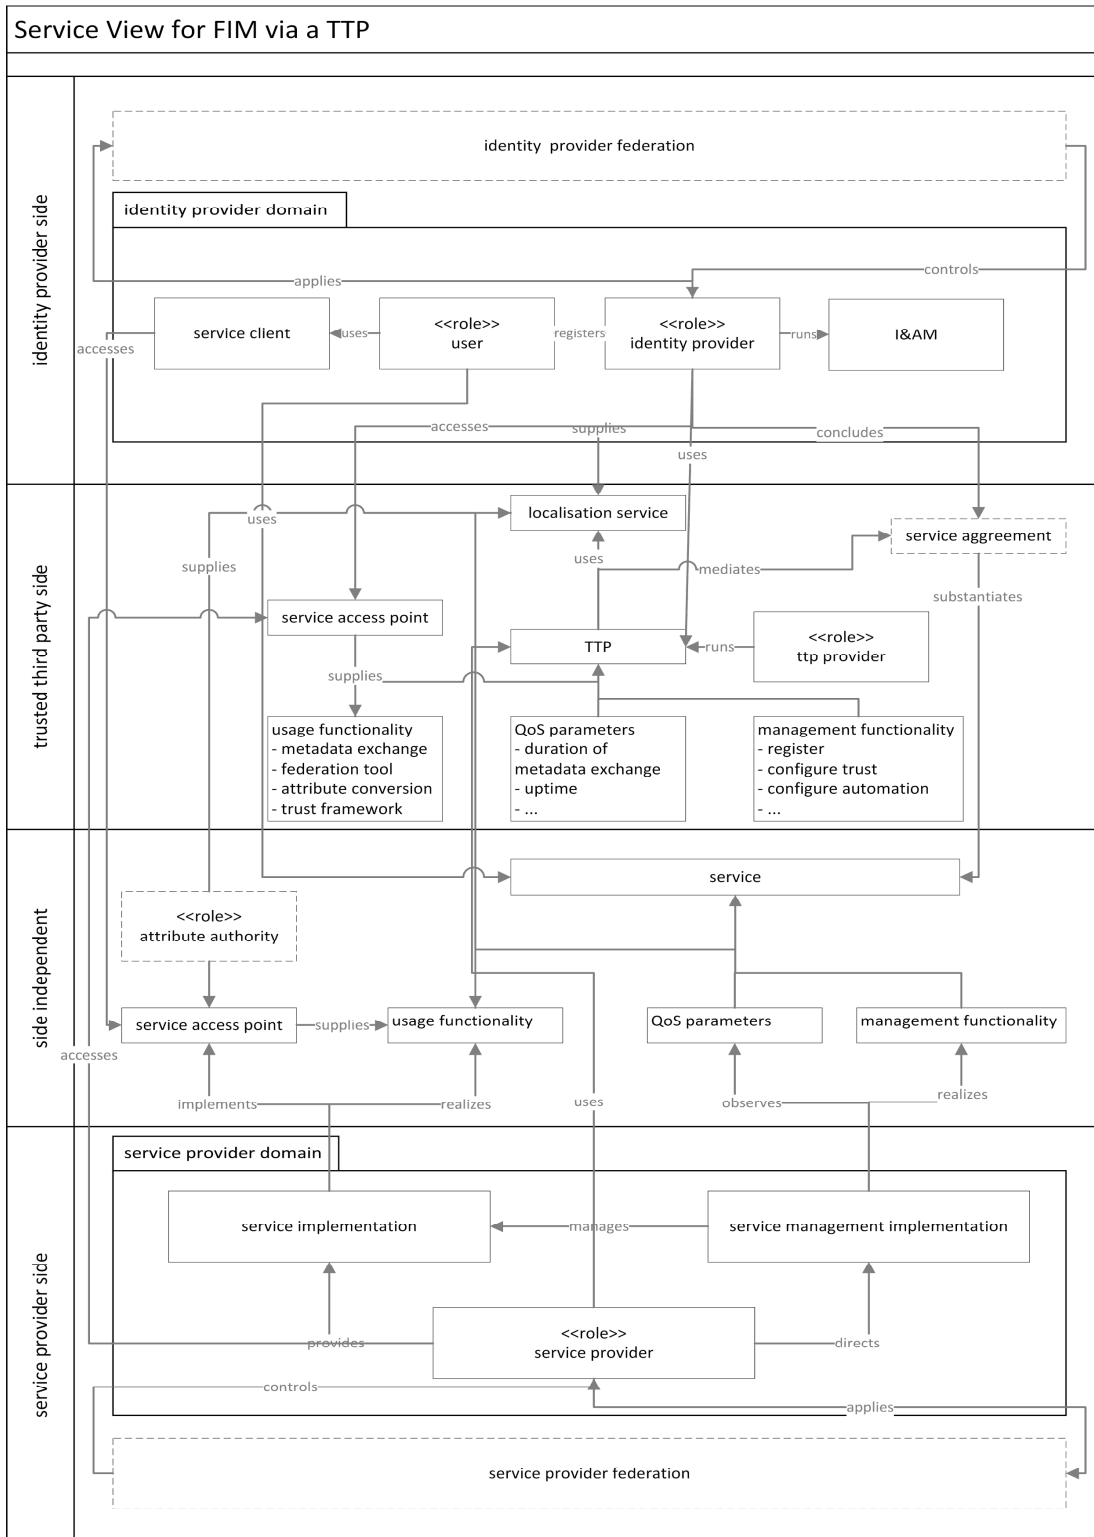 Service View for FIM via a TTP
identity provider side
identity provider federation
identity provider domain
applies
controls
service client
uses
<<role>>
user
registers
<<role>>
identity provider
runs
I&AM
accesses
accesses
supplies
concludes
uses
trusted third party side
uses
localisation service
service aggreement
supplies
uses
mediates
substantiates
service access point
TTP
runs
<<role>>
ttp provider
supplies
usage functionality
- metadata exchange
- federation tool
- attribute conversion
- trust framework
QoS parameters
- duration of
metadata exchange
- uptime
- ...
management functionality
- register
- configure trust
- configure automation
- ...
side independent
service
<<role>>
attribute authority
service access point
supplies
usage functionality
QoS parameters
management functionality
accesses
implements
realizes
uses
observes
realizes
service provider side
service provider domain
service implementation
manages
service management implementation
provides
<<role>>
service provider
directs
controls
applies
service provider federation